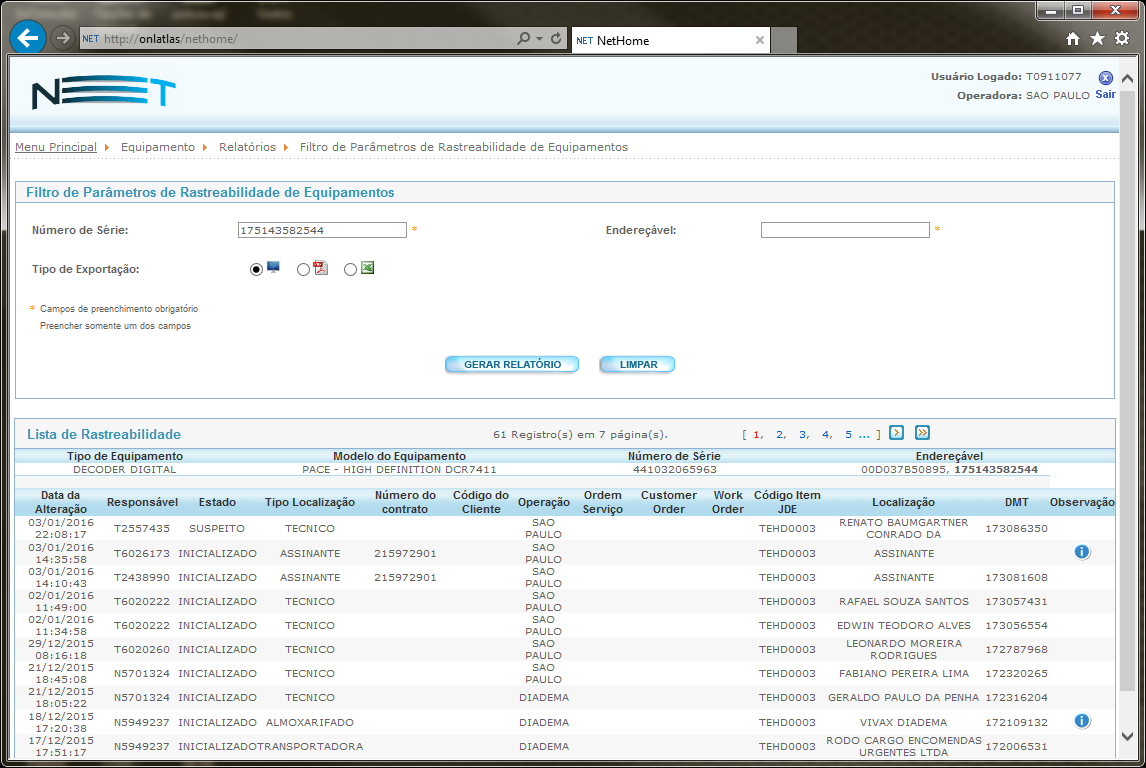 NET http://onlatlas/nethome/
NET NetHome
NET
Usuário Logado: T0911077
Operadora: SAO PAULO Sair
Menu Principal Equipamento Relatórios Filtro de Parâmetros de Rastreabilidade de Equipamentos
Filtro de Parâmetros de Rastreabilidade de Equipamentos
Número de Série: 175143582544 * Endereçável: *
Tipo de Exportação:
* Campos de preenchimento obrigatório
Preencher somente um dos campos
GERAR RELATÓRIO LIMPAR
Lista de Rastreabilidade 61 Registro(s) em 7 página(s). [ 1, 2, 3, 4, 5 ... ]
Tipo de Equipamento Modelo do Equipamento Número de Série Endereçável
DECODER DIGITAL PACE - HIGH DEFINITION DCR7411 441032065963 00D037B50895, 175143582544
Data da Alteração Responsável Estado Tipo Localização Número do contrato Código do Cliente Operação Ordem Serviço Customer Order Work Order Código Item JDE Localização DMT Observação
03/01/2016 22:08:17 T2557435 SUSPEITO TECNICO SAO PAULO TEHD0003 RENATO BAUMGARTNER CONRADO DA 173086350
03/01/2016 14:35:58 T6026173 INICIALIZADO ASSINANTE 215972901 SAO PAULO TEHD0003 ASSINANTE
03/01/2016 14:10:43 T2438990 INICIALIZADO ASSINANTE 215972901 SAO PAULO TEHD0003 ASSINANTE 173081608
02/01/2016 11:49:00 T6020222 INICIALIZADO TECNICO SAO PAULO TEHD0003 RAFAEL SOUZA SANTOS 173057431
02/01/2016 11:34:58 T6020222 INICIALIZADO TECNICO SAO PAULO TEHD0003 EDWIN TEODORO ALVES 173056554
29/12/2015 08:16:18 T6020260 INICIALIZADO TECNICO SAO PAULO TEHD0003 LEONARDO MOREIRA RODRIGUES 172787968
21/12/2015 18:45:08 N5701324 INICIALIZADO TECNICO SAO PAULO TEHD0003 FABIANO PEREIRA LIMA 172320265
21/12/2015 18:05:22 N5701324 INICIALIZADO TECNICO DIADEMA TEHD0003 GERALDO PAULO DA PENHA 172316204
18/12/2015 17:20:38 N5949237 INICIALIZADO ALMOXARIFADO DIADEMA TEHD0003 VIVAX DIADEMA 172109132
17/12/2015 17:51:17 N5949237 INICIALIZADO TRANSPORTADORA DIADEMA TEHD0003 RODO CARGO ENCOMENDAS URGENTES LTDA 172006531